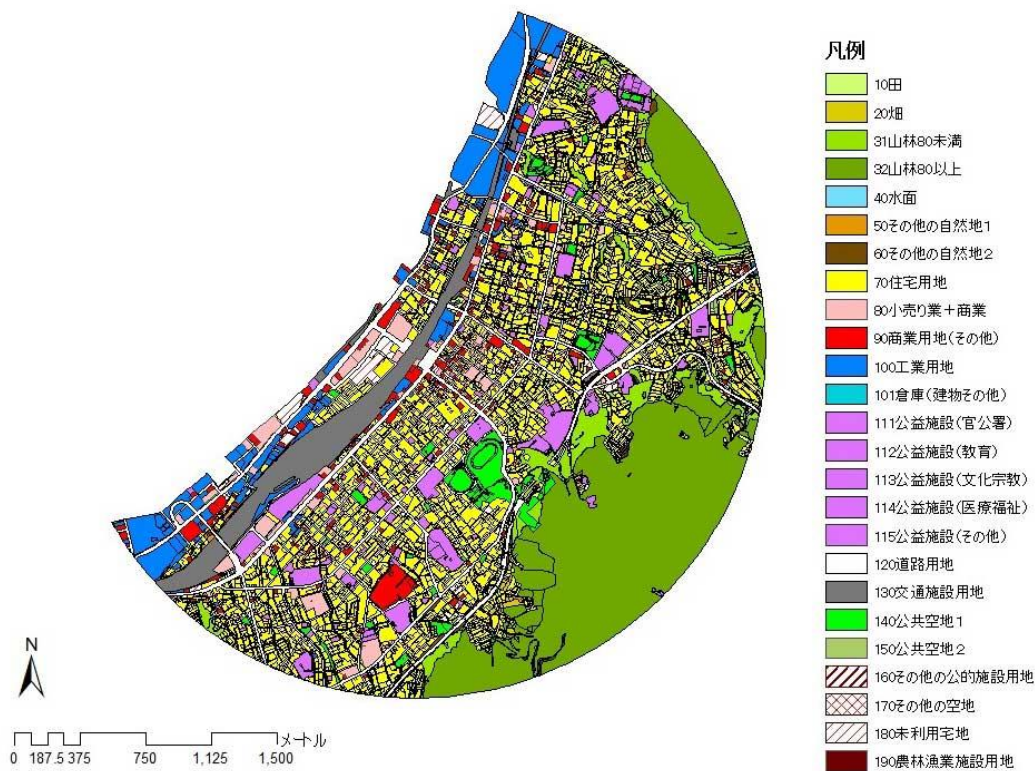 凡例
10田
20畑
31山林80未満
32山林80以上
40水面
50その他の自然地1
60その他の自然地2
70住宅用地
80小売り業＋商業
90商業用地(その他)
100工業用地
101倉庫(建物その他)
111公益施設(官公署)
112公益施設(教育)
113公益施設(文化宗教)
114公益施設(医療福祉)
115公益施設(その他)
120道路用地
130交通施設用地
140公共空地1
150公共空地2
160その他の公的施設用地
170その他の空地
180未利用宅地
190農林漁業施設用地
N
メートル
0 187.5 375 750 1,125 1,500